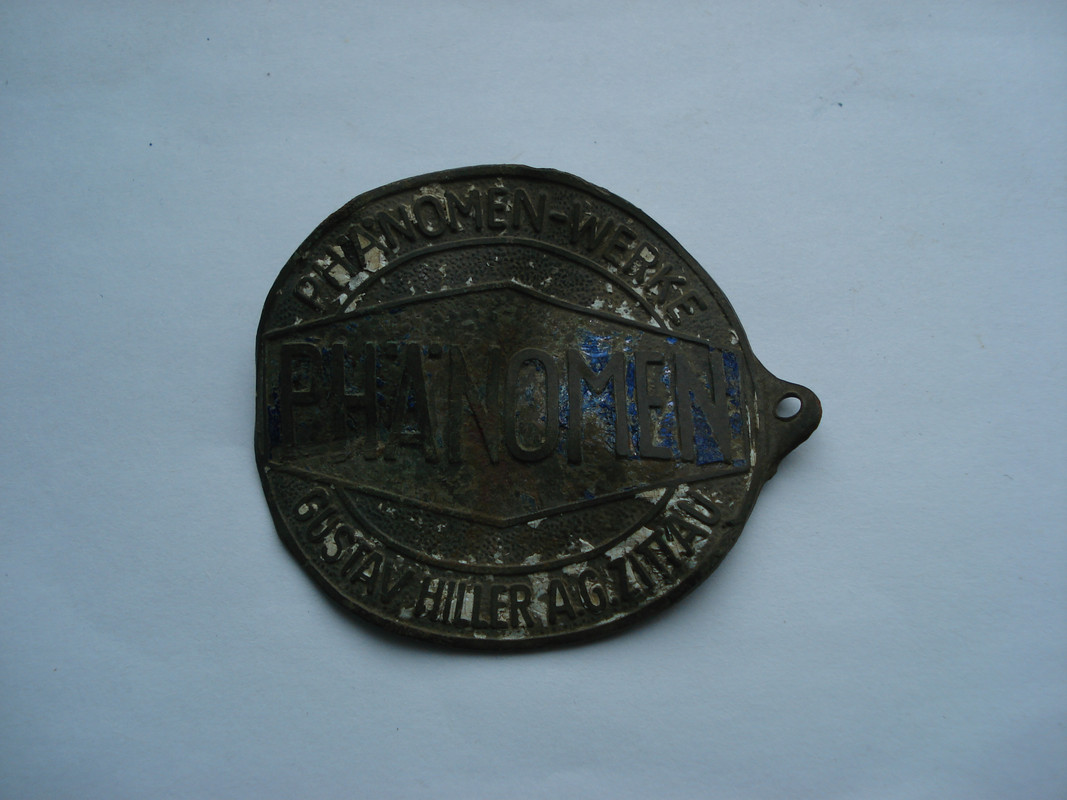 PHÄNOMEN-WERKE
PHÄNOMEN
GUSTAV HILLER A.G. ZITTAU